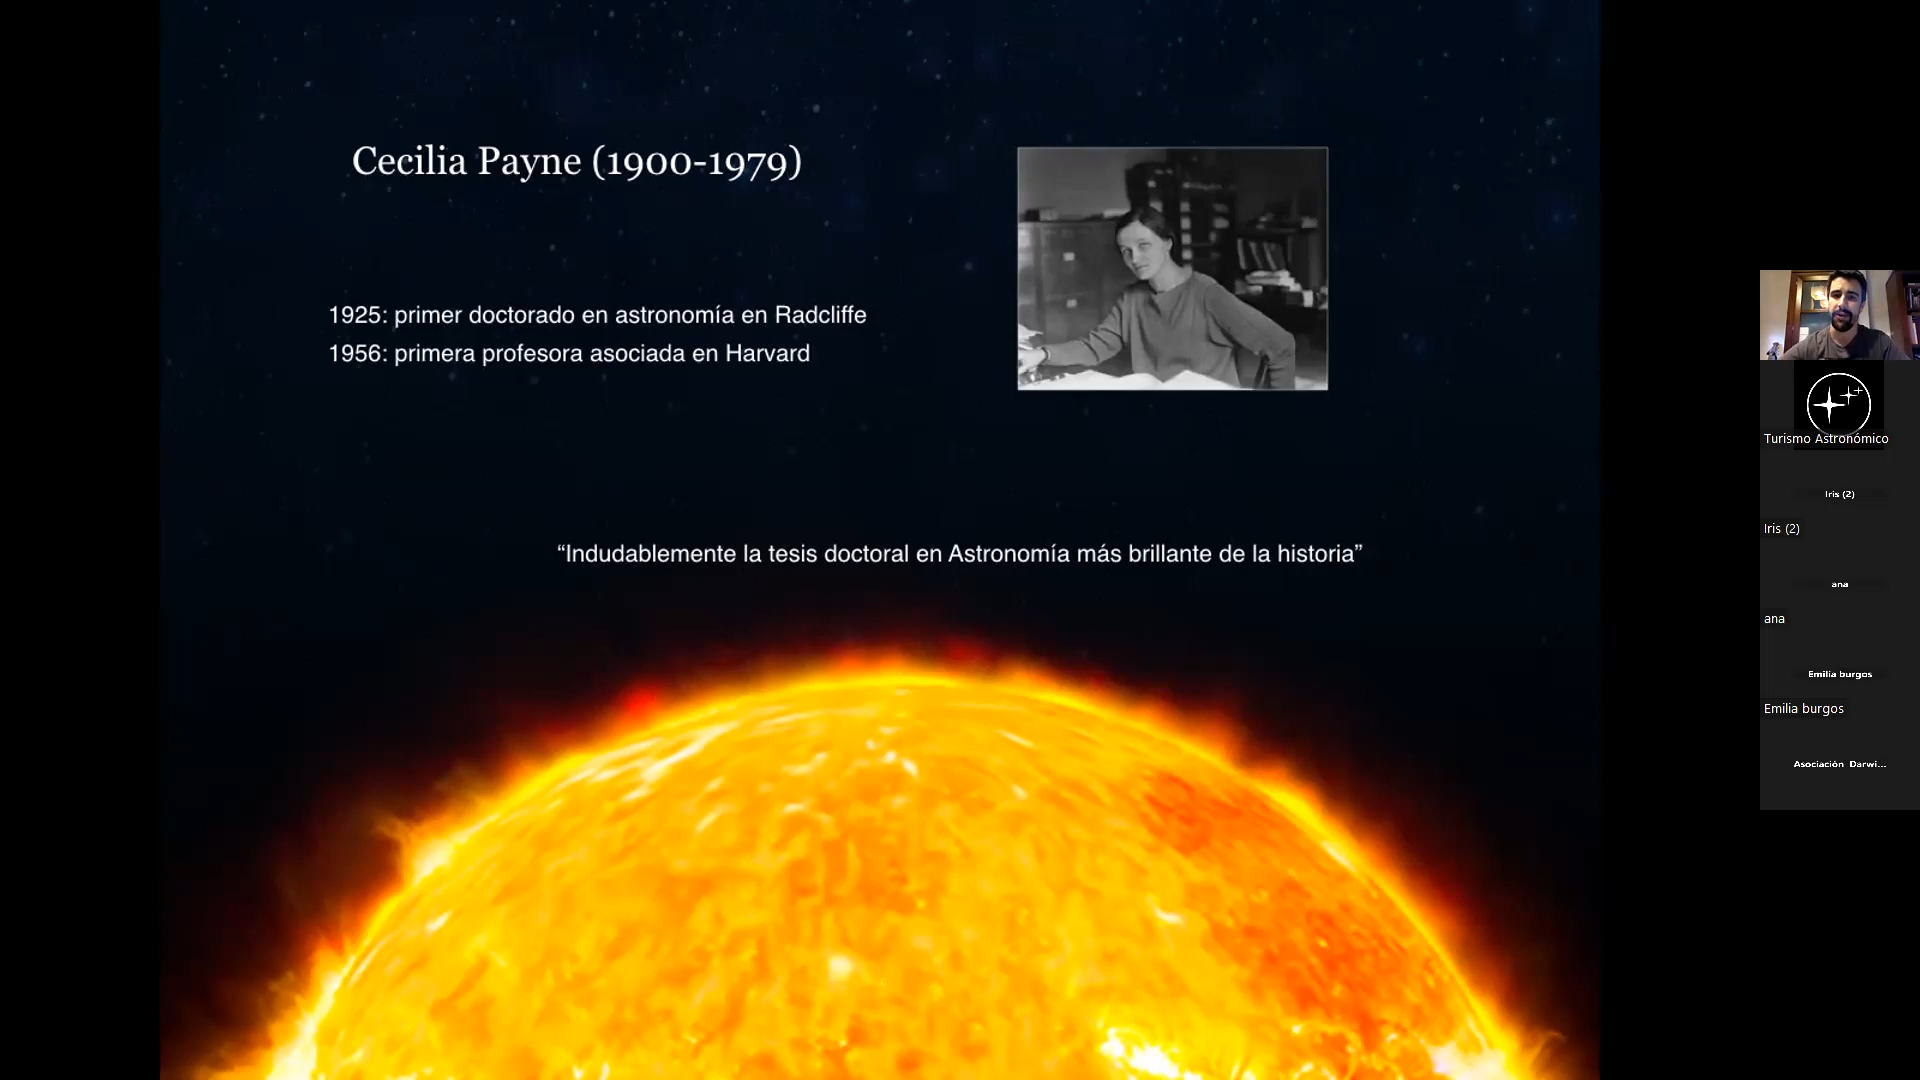 Cecilia Payne (1900-1979)
1925: primer doctorado en astronomía en Radcliffe
1956: primera profesora asociada en Harvard
“Indudablemente la tesis doctoral en Astronomía más brillante de la historia”
Turismo Astronómico
Iris (2)
Iris (2)
ana
ana
Emilia burgos
Emilia burgos
Asociación Darwi...